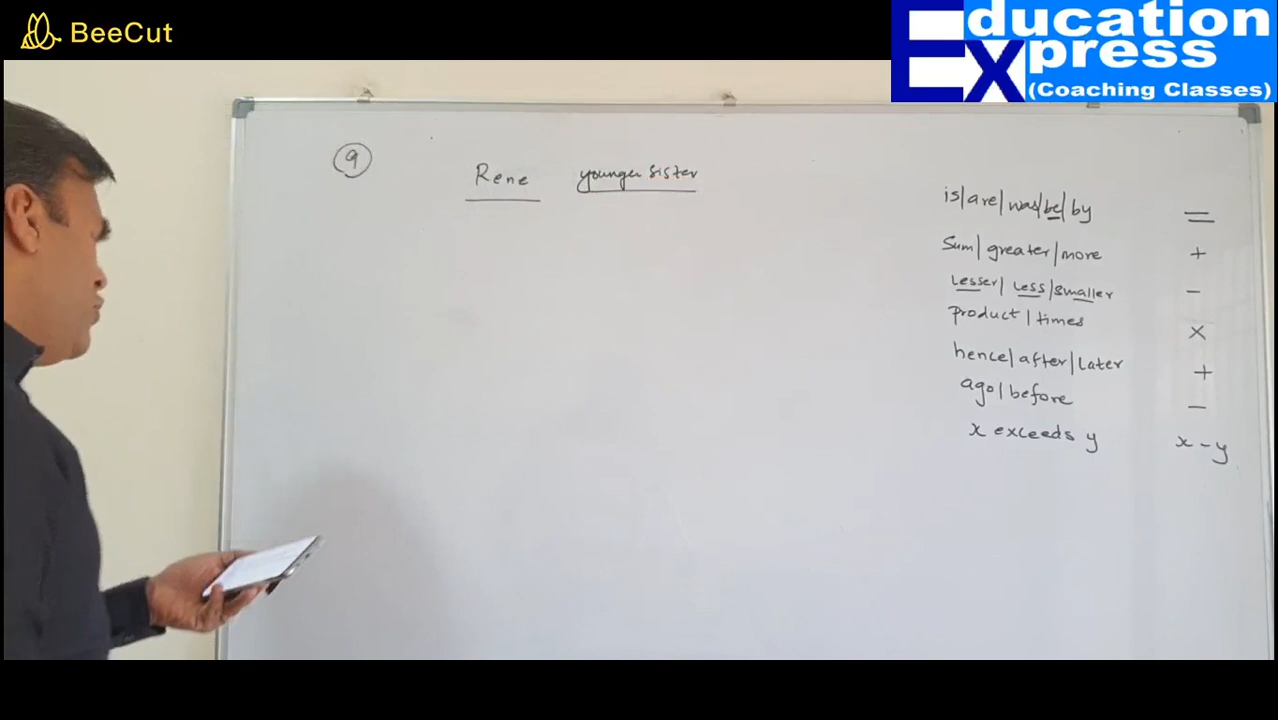 BeeCut
Education
Express
(Coaching Classes)
9 Rene younger sister
is/are/was/be/by =
Sum/greater/more +
Lesser/Less/smaller -
product/times ×
hence/after/Later +
ago/before -
x exceeds y x - y